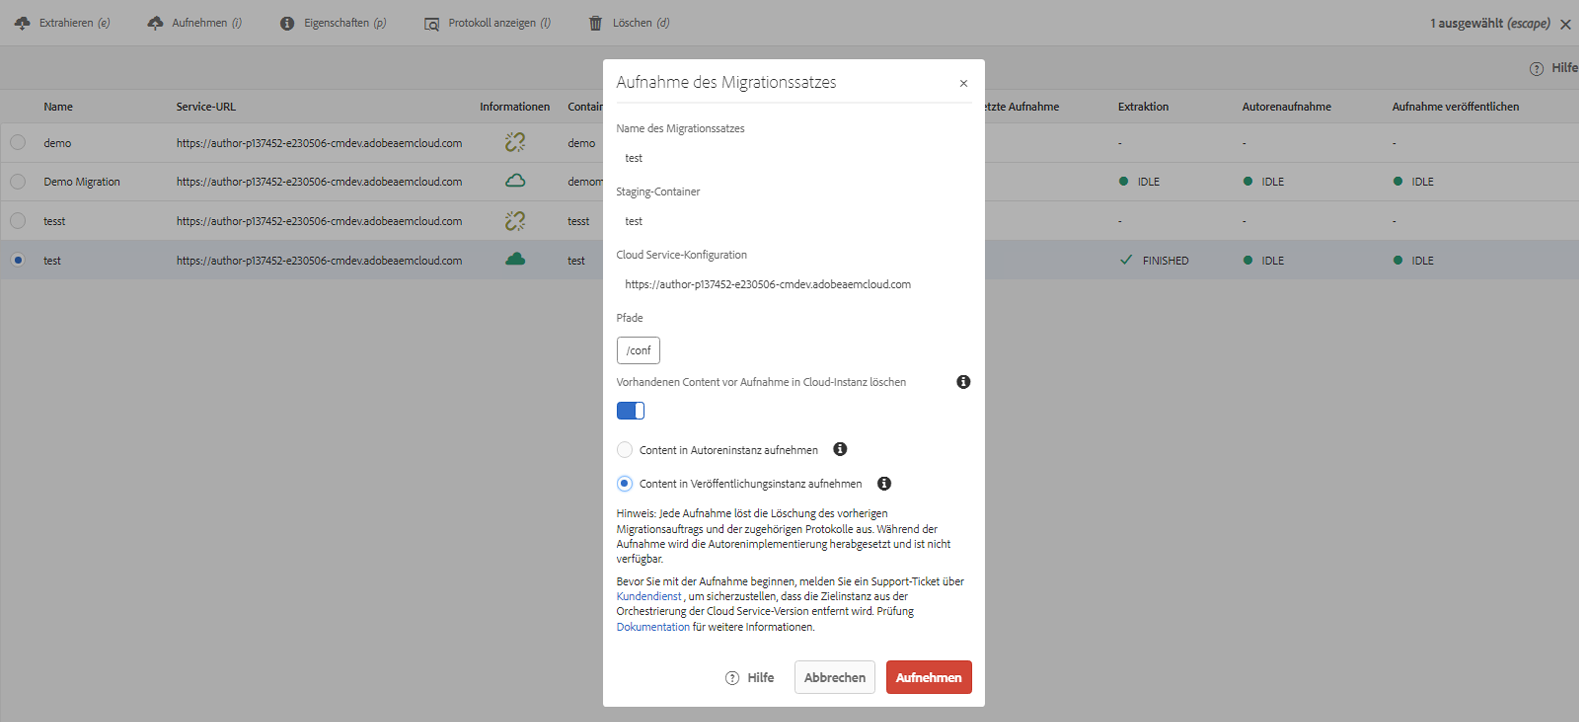 Extrahieren (e) Aufnehmen (i) Eigenschaften (p) Protokoll anzeigen (l) Löschen (d) 1 ausgewählt (escape)
Hilfe
Name Service-URL Informationen Contain etzte Aufnahme Extraktion Autorenaufnahme Aufnahme veröffentlichen
demo https://author-p137452-e230506-cmdev.adobeaemcloud.com demo - - -
Demo Migration https://author-p137452-e230506-cmdev.adobeaemcloud.com demom IDLE IDLE IDLE
tesst https://author-p137452-e230506-cmdev.adobeaemcloud.com tesst - - -
test https://author-p137452-e230506-cmdev.adobeaemcloud.com test FINISHED IDLE IDLE
Aufnahme des Migrationssatzes
Name des Migrationssatzes
test
Staging-Container
test
Cloud Service-Konfiguration
https://author-p137452-e230506-cmdev.adobeaemcloud.com
Pfade
/conf
Vorhandenen Content vor Aufnahme in Cloud-Instanz löschen
Content in Autoreninstanz aufnehmen
Content in Veröffentlichungsinstanz aufnehmen
Hinweis: Jede Aufnahme löst die Löschung des vorherigen
Migrationsauftrags und der zugehörigen Protokolle aus. Während der
Aufnahme wird die Autorenimplementierung herabgesetzt und ist nicht
verfügbar.
Bevor Sie mit der Aufnahme beginnen, melden Sie ein Support-Ticket über
Kundendienst , um sicherzustellen, dass die Zielinstanz aus der
Orchestrierung der Cloud Service-Version entfernt wird. Prüfung
Dokumentation für weitere Informationen.
Hilfe Abbrechen Aufnehmen